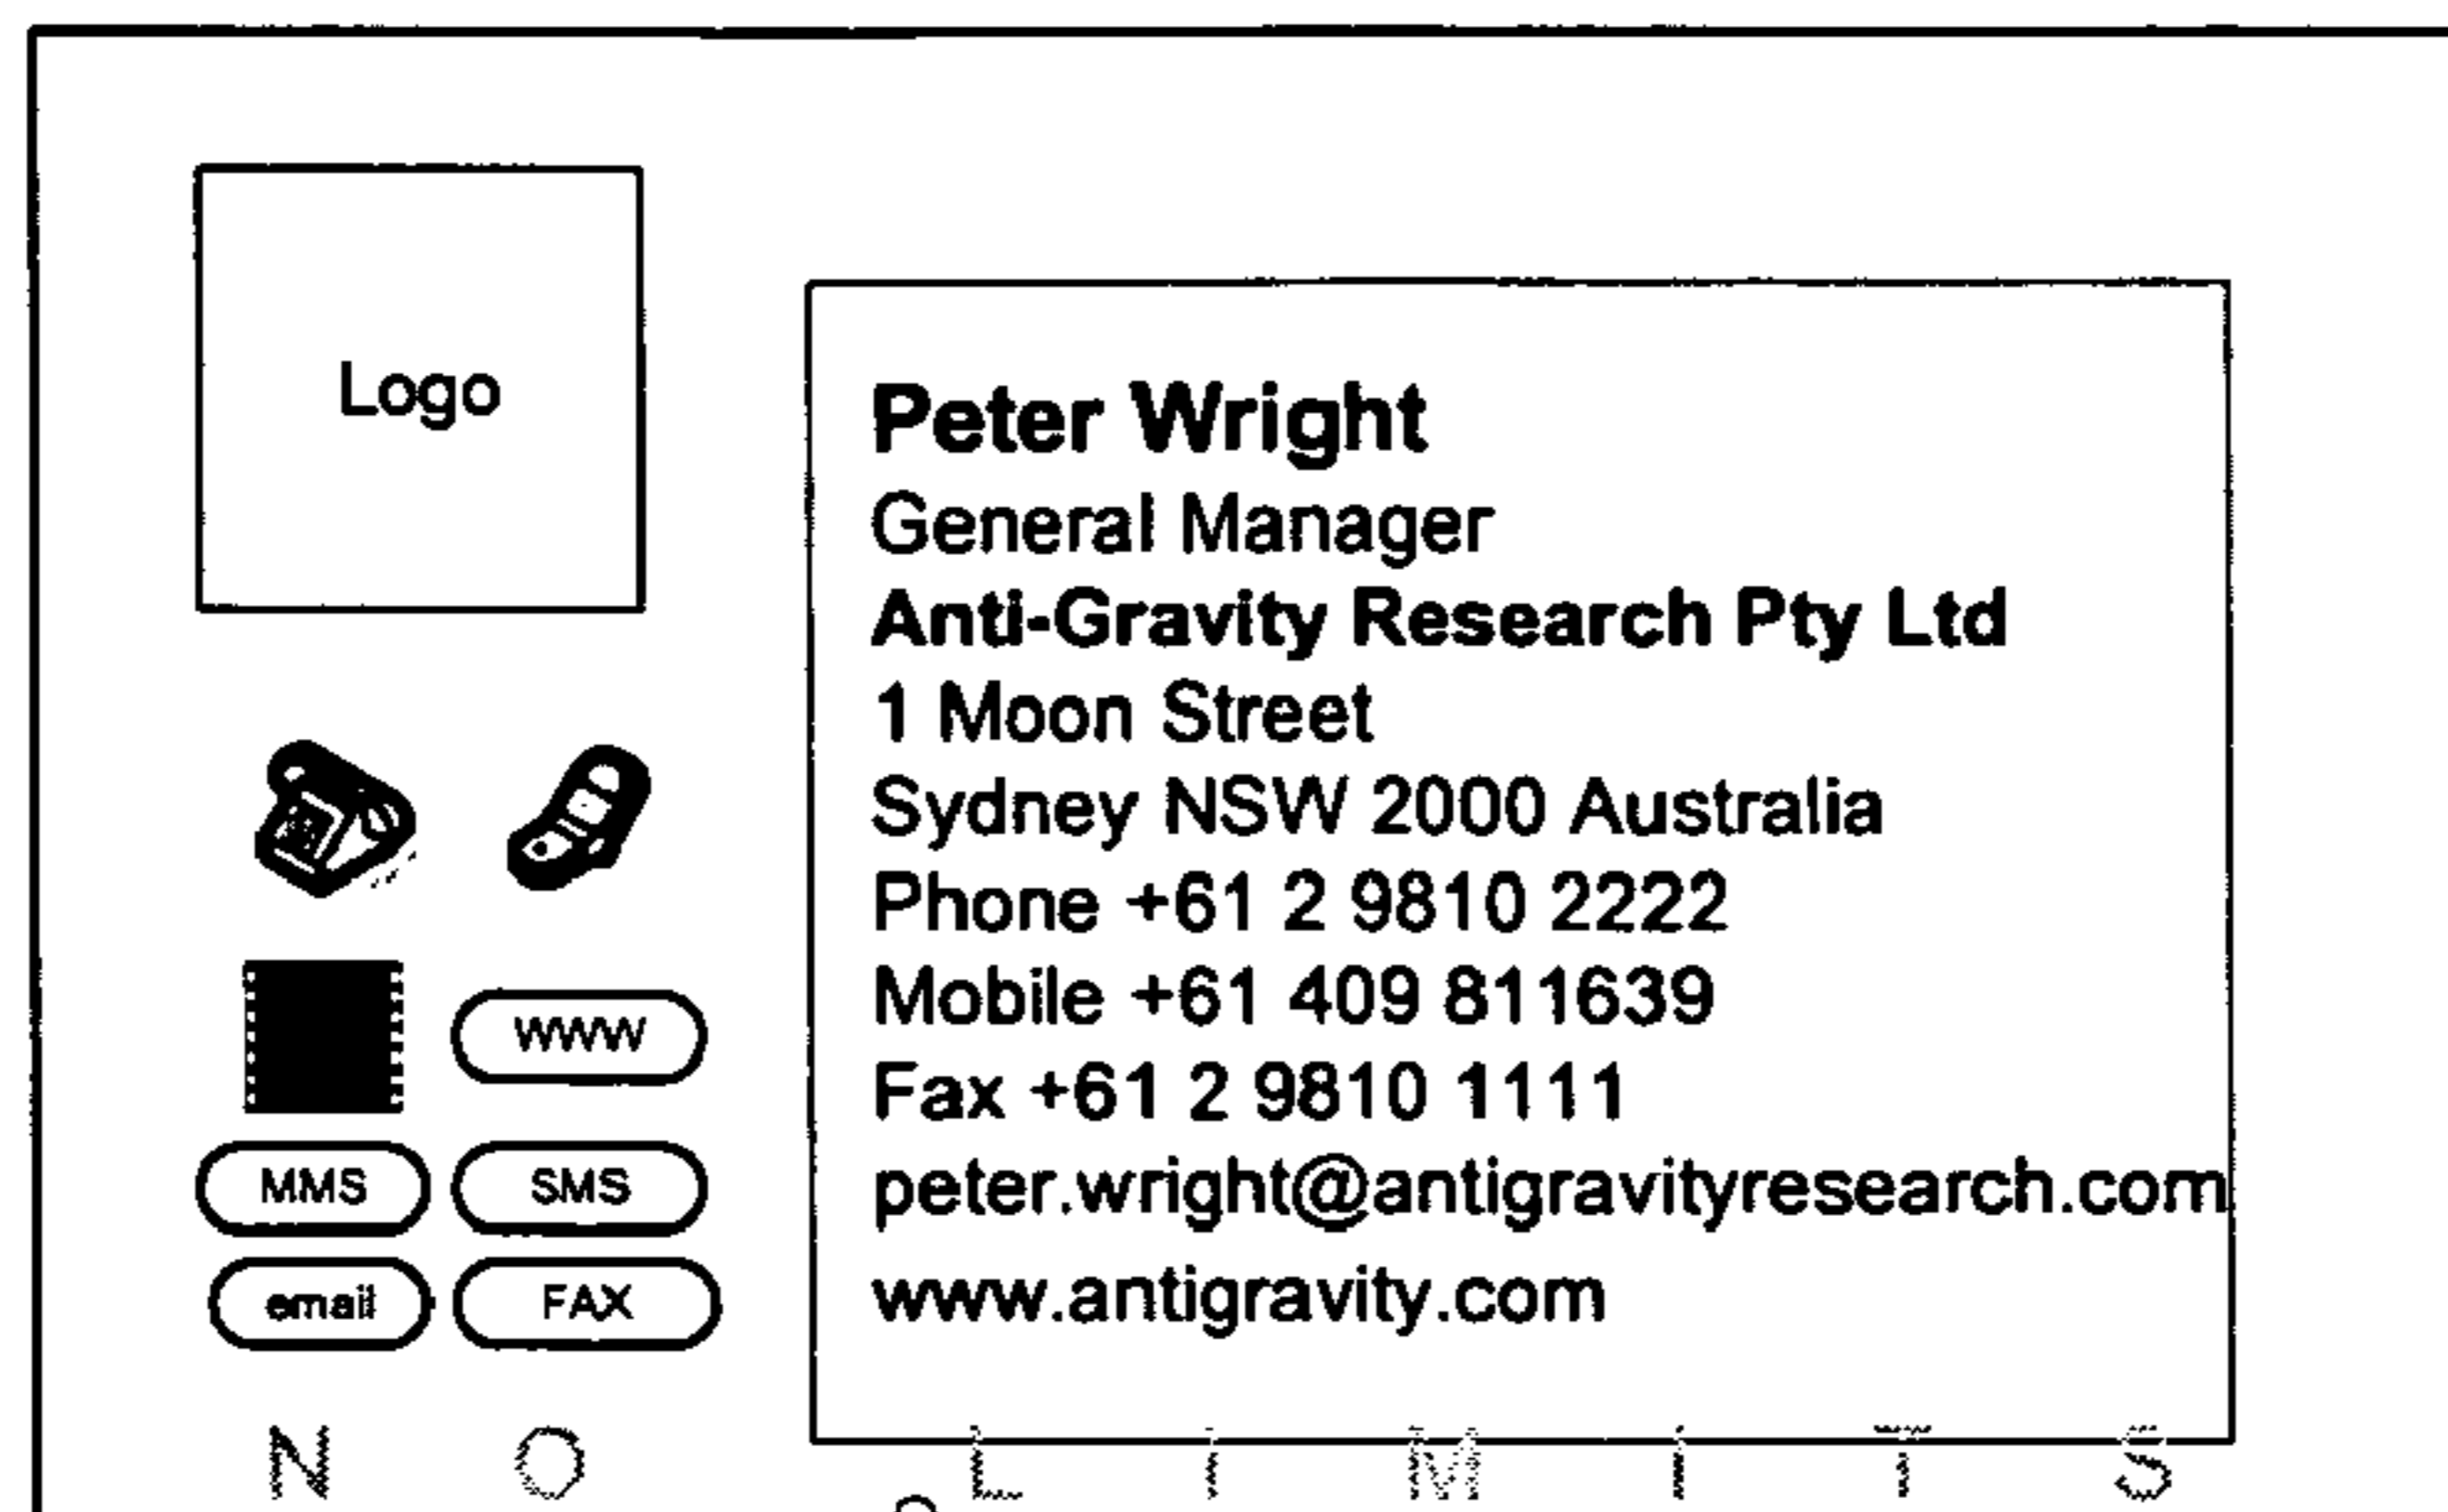 Logo
Peter Wright
General Manager
Anti-Gravity Research Pty Ltd
1 Moon Street
Sydney NSW 2000 Australia
Phone +61 2 9810 2222
Mobile +61 409 811639
Fax +61 2 9810 1111
peter.wright@antigravityresearch.com
www.antigravity.com
www
MMS SMS
email FAX
N O L I M I T S